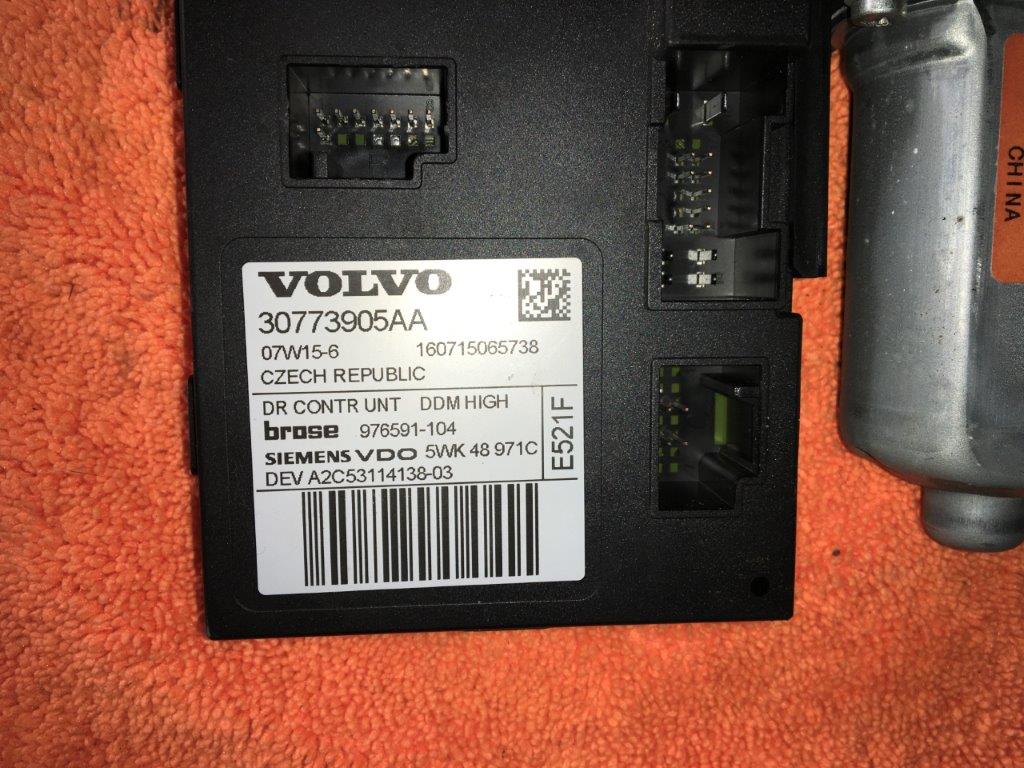 VOLVO
30773905AA
07W15-6 160715065738
CZECH REPUBLIC
DR CONTR UNT DDM HIGH
brose 976591-104
SIEMENS VDO 5WK 48 971C
DEV A2C53114138-03
E521F
CHINA